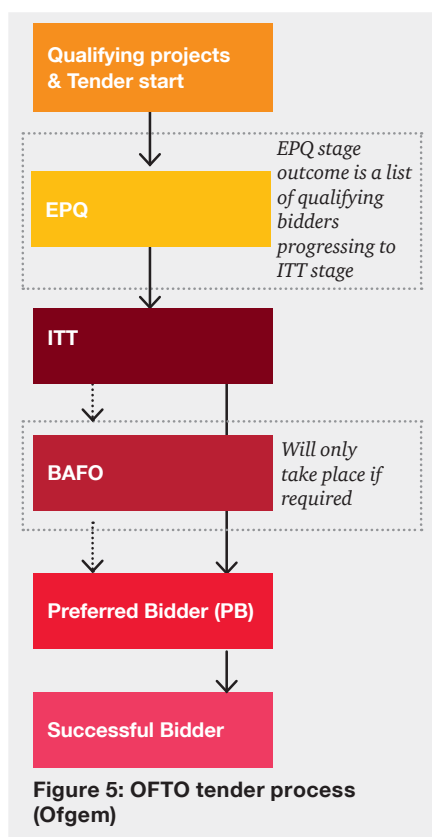 Qualifying projects
& Tender start
EPQ stage
outcome is a list
of qualifying
bidders
progressing to
ITT stage
EPQ
ITT
BAFO
Will only
take place if
required
Preferred Bidder (PB)
Successful Bidder
Figure 5: OFTO tender process
(Ofgem)